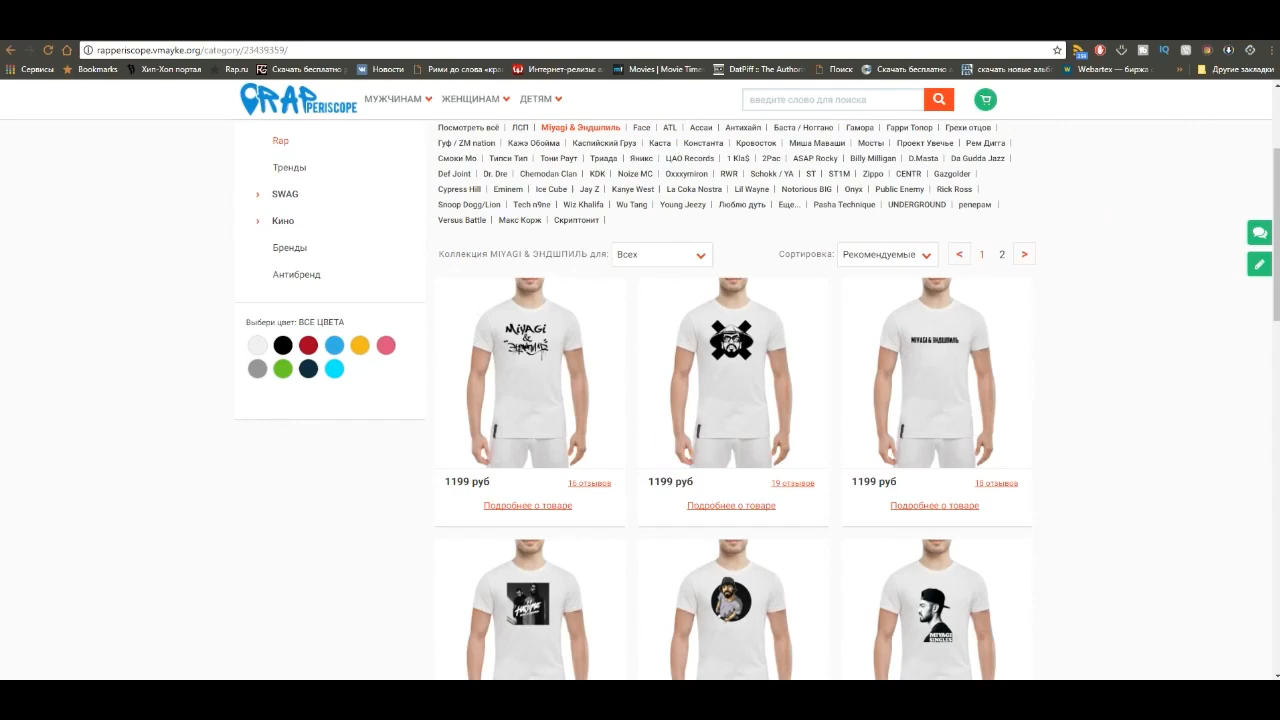 rapperiscope.vmayke.org/category/23439359/
Сервисы Bookmarks Хип-Хоп портал Rap.ru Скачать бесплатно Новости Рими до слова «кра Интернет-релизы: а Movies | Movie Time DatPiff :: The Authori Поиск Скачать бесплатно скачать новые альб Webartex — биржа с » Другие закладки
RAP PERISCOPE МУЖЧИНАМ ЖЕНЩИНАМ ДЕТЯМ введите слово для поиска
Посмотреть всё | ЛСП | Miyagi & Эндшпиль | Face | ATL | Ассаи | Антихайп | Баста / Ноггано | Гамора | Гарри Топор | Грехи отцов |
Гуф / ZM nation | Кажэ Обойма | Каспийский Груз | Каста | Константа | Кровосток | Миша Маваши | Мосты | Проект Увечье | Рем Дигга |
Смоки Мо | Типси Тип | Тони Раут | Триада | Яникс | ЦАО Records | 1 Kla$ | 2Pac | ASAP Rocky | Billy Milligan | D.Masta | Da Gudda Jazz |
Def Joint | Dr. Dre | Chemodan Clan | KDK | Noize MC | Oxxxymiron | RWR | Schokk / YA | ST | ST1M | Zippo | CENTR | Gazgolder |
Cypress Hill | Eminem | Ice Cube | Jay Z | Kanye West | La Coka Nostra | Lil Wayne | Notorious BIG | Onyx | Public Enemy | Rick Ross |
Snoop Dogg/Lion | Tech n9ne | Wiz Khalifa | Wu Tang | Young Jeezy | Люблю дуть | Еще... | Pasha Technique | UNDERGROUND | реперам |
Versus Battle | Макс Корж | Скриптонит |
Rap
Тренды
SWAG
Кино
Бренды
Антибренд
Выбери цвет: ВСЕ ЦВЕТА
Коллекция MIYAGI & ЭНДШПИЛЬ для: Всех Сортировка: Рекомендуемые < 1 2 >
MiyAGi
&
ЭНДШПИЛЬ
MIYAGI & ЭНДШПИЛЬ
1199 руб 16 отзывов 1199 руб 19 отзывов 1199 руб 18 отзывов
Подробнее о товаре Подробнее о товаре Подробнее о товаре
MIYAGI
SINGLES